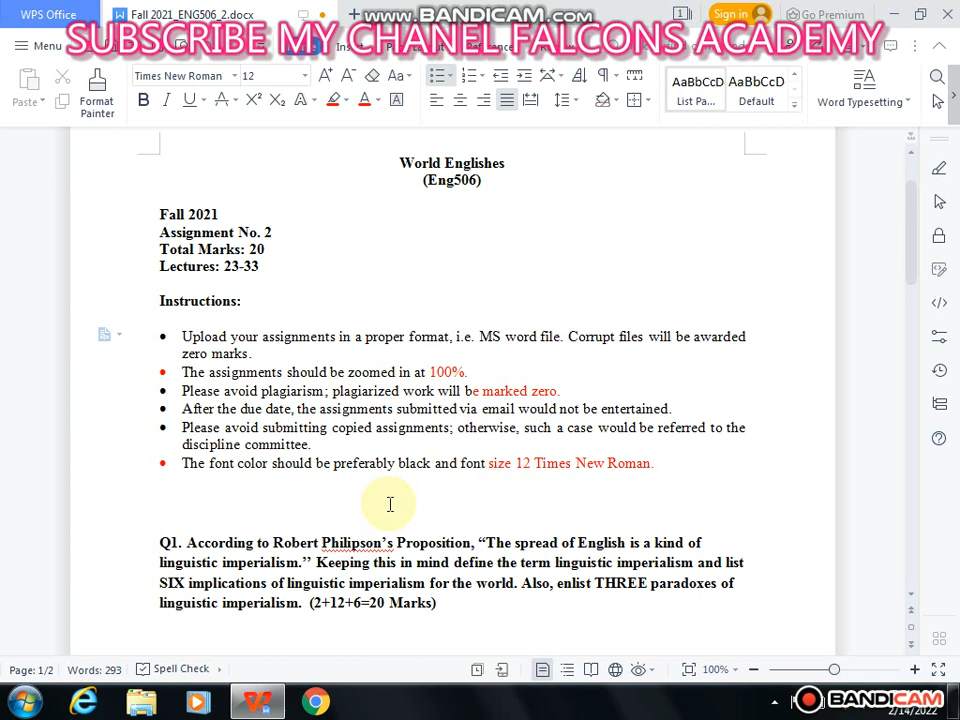 WPS Office
Fall 2021_ENG506_2.docx
www.BANDICAM.com
1
Sign in
Go Premium
Menu
SUBSCRIBE MY CHANEL FALCONS ACADEMY
Paste
Format
Painter
Times New Roman
12
AaBbCcD
List Pa...
AaBbCcD
Default
Word Typesetting
World Englishes
(Eng506)
Fall 2021
Assignment No. 2
Total Marks: 20
Lectures: 23-33
Instructions:
• Upload your assignments in a proper format, i.e. MS word file. Corrupt files will be awarded
zero marks.
• The assignments should be zoomed in at 100%.
• Please avoid plagiarism; plagiarized work will be marked zero.
• After the due date, the assignments submitted via email would not be entertained.
• Please avoid submitting copied assignments; otherwise, such a case would be referred to the
discipline committee.
• The font color should be preferably black and font size 12 Times New Roman.
Q1. According to Robert Philipson’s Proposition, “The spread of English is a kind of
linguistic imperialism.’’ Keeping this in mind define the term linguistic imperialism and list
SIX implications of linguistic imperialism for the world. Also, enlist THREE paradoxes of
linguistic imperialism. (2+12+6=20 Marks)
Page: 1/2
Words: 293
Spell Check
100%
BANDICAM
2/14/2022